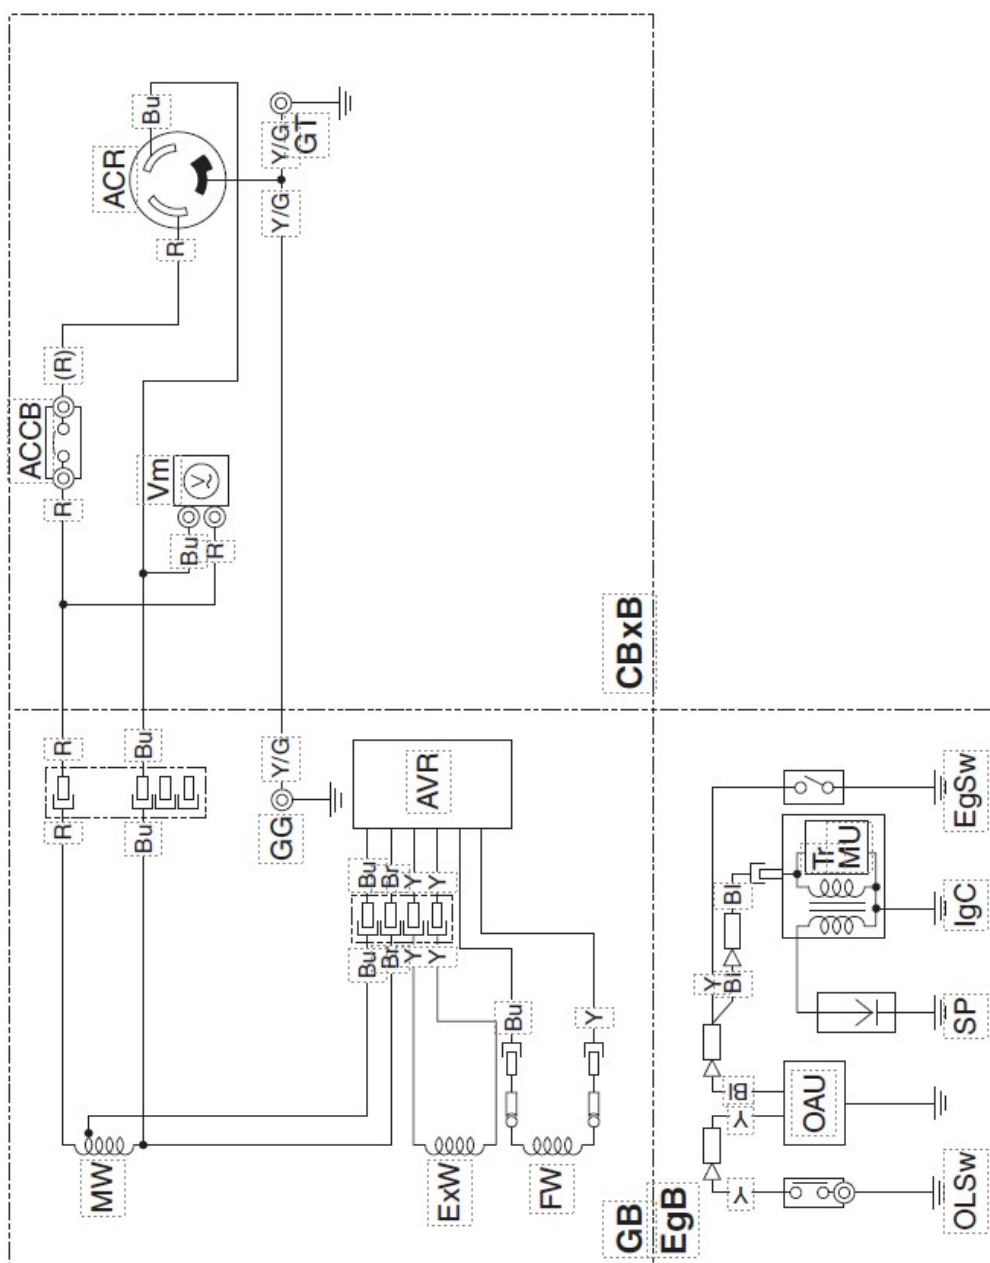 ACCB
R
R
R
(R)
MW
ACR
Bu
Bu
Bu
Vm
R
Bu
R
GG
Y/G
Y/G
Y/G
GT
Bu
Bu
Br
Br
Y
Y
Y
Y
AVR
ExW
Bu
FW
Y
GB
CBxB
EgB
Y
Y
Y
Bl
Bl
Bl
OAU
Tr
MU
OLSw
SP
IgC
EgSw